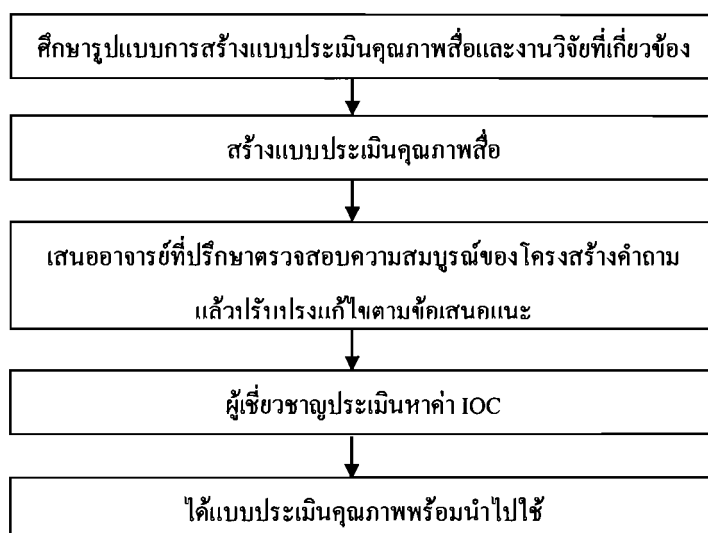 ศึกษารูปแบบการสร้างแบบประเมินคุณภาพสื่อและงานวิจัยที่เกี่ยวข้อง
สร้างแบบประเมินคุณภาพสื่อ
เสนออาจารย์ที่ปรึกษาตรวจสอบความสมบูรณ์ของโครงสร้างคำถาม
แล้วปรับปรุงแก้ไขตามข้อเสนอแนะ
ผู้เชี่ยวชาญประเมินหาค่า IOC
ได้แบบประเมินคุณภาพพร้อมนำไปใช้